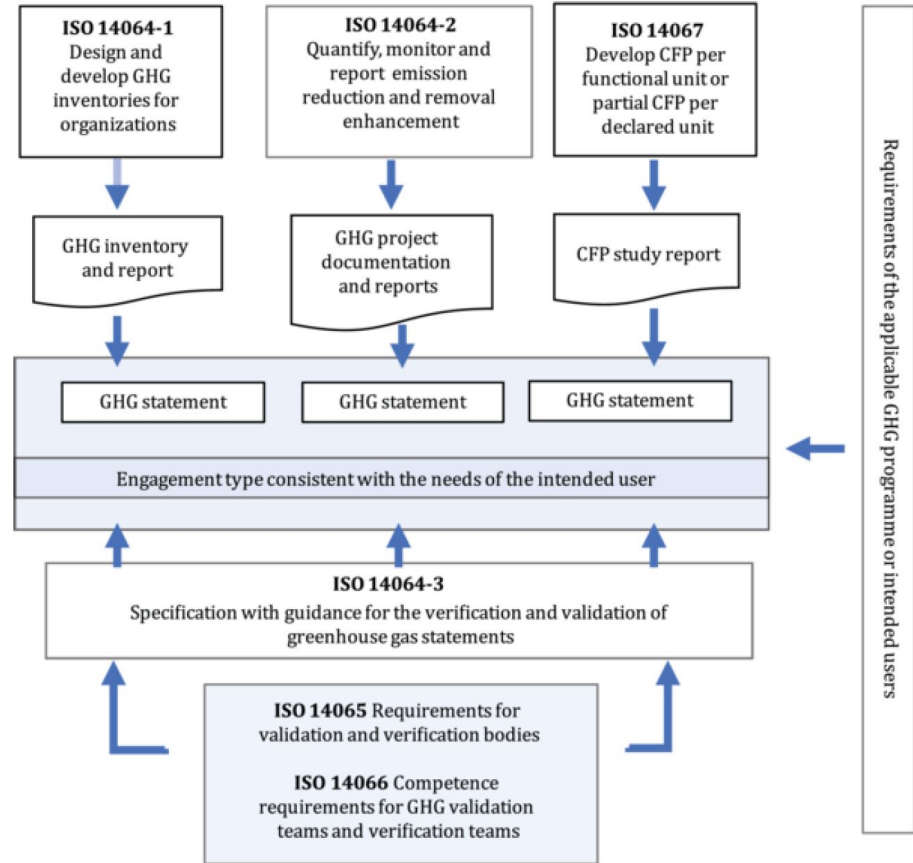 ISO 14064-1
Design and
develop GHG
inventories for
organizations
ISO 14064-2
Quantify, monitor and
report emission
reduction and removal
enhancement
ISO 14067
Develop CFP per
functional unit or
partial CFP per
declared unit
GHG inventory
and report
GHG project
documentation
and reports
CFP study report
GHG statement
GHG statement
GHG statement
Engagement type consistent with the needs of the intended user
ISO 14064-3
Specification with guidance for the verification and validation of
greenhouse gas statements
ISO 14065 Requirements for
validation and verification bodies
ISO 14066 Competence
requirements for GHG validation
teams and verification teams
Requirements of the applicable GHG programme or intended users